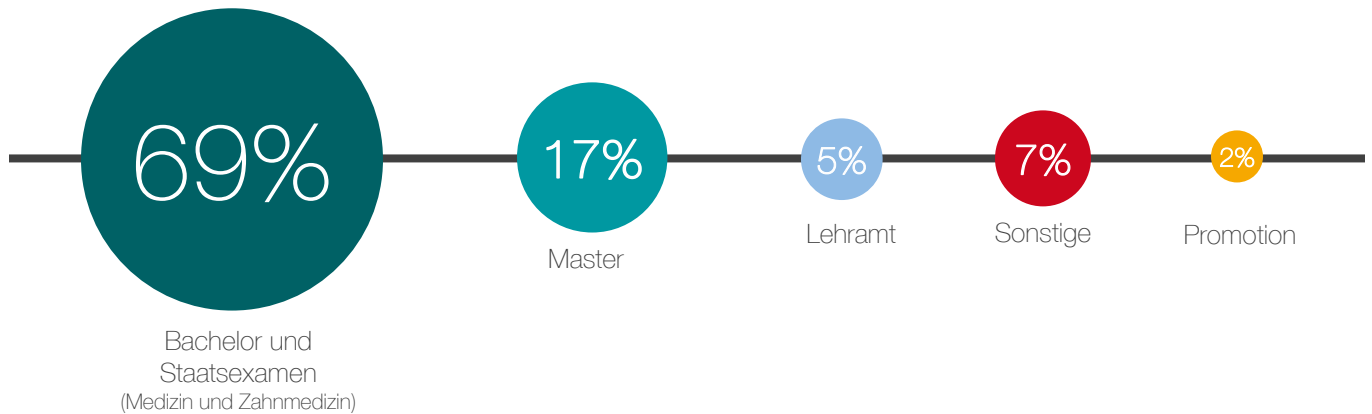 69%
Bachelor und
Staatsexamen
(Medizin und Zahnmedizin)
17%
Master
5%
Lehramt
7%
Sonstige
2%
Promotion